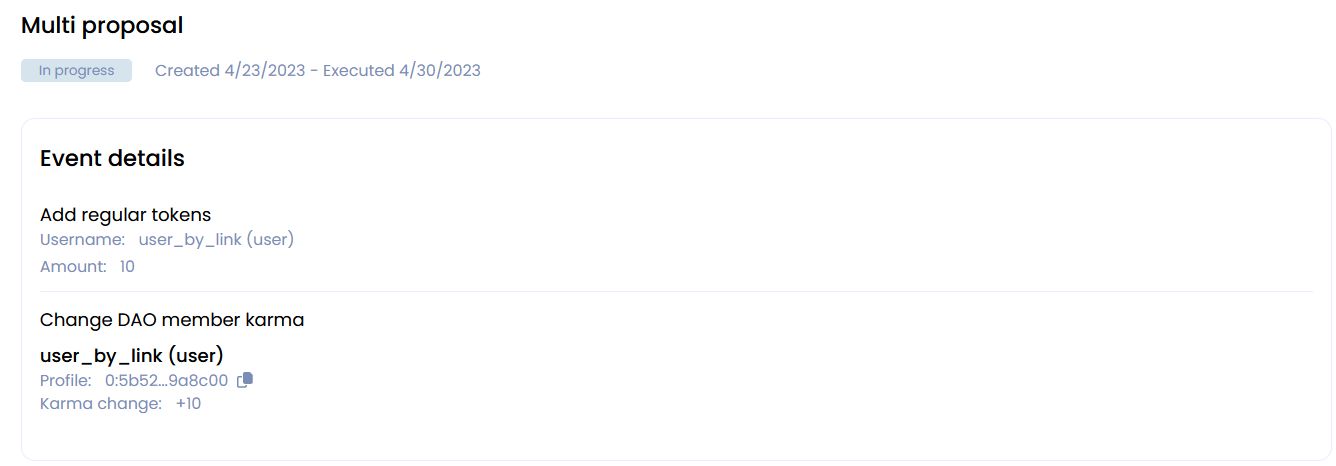 Multi proposal
In progress Created 4/23/2023 - Executed 4/30/2023
Event details
Add regular tokens
Username: user_by_link (user)
Amount: 10
Change DAO member karma
user_by_link (user)
Profile: 0:5b52...9a8c00
Karma change: +10